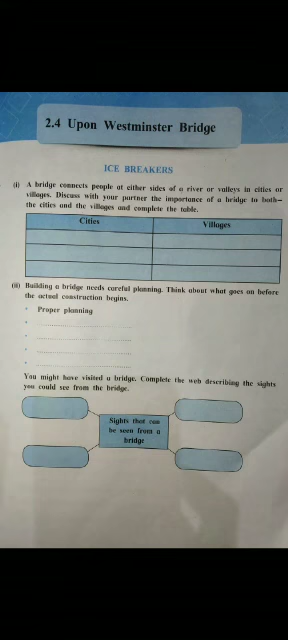 2.4 Upon Westminster Bridge
ICE BREAKERS
(i) A bridge connects people at either sides of a river or valleys in cities or
villages. Discuss with your partner the importance of a bridge to both–
the cities and the villages and complete the table.
Cities Villages
(ii) Building a bridge needs careful planning. Think about what goes on before
the actual construction begins.
• Proper planning
•
•
•
•
You might have visited a bridge. Complete the web describing the sights
you could see from the bridge.
Sights that can
be seen from a
bridge